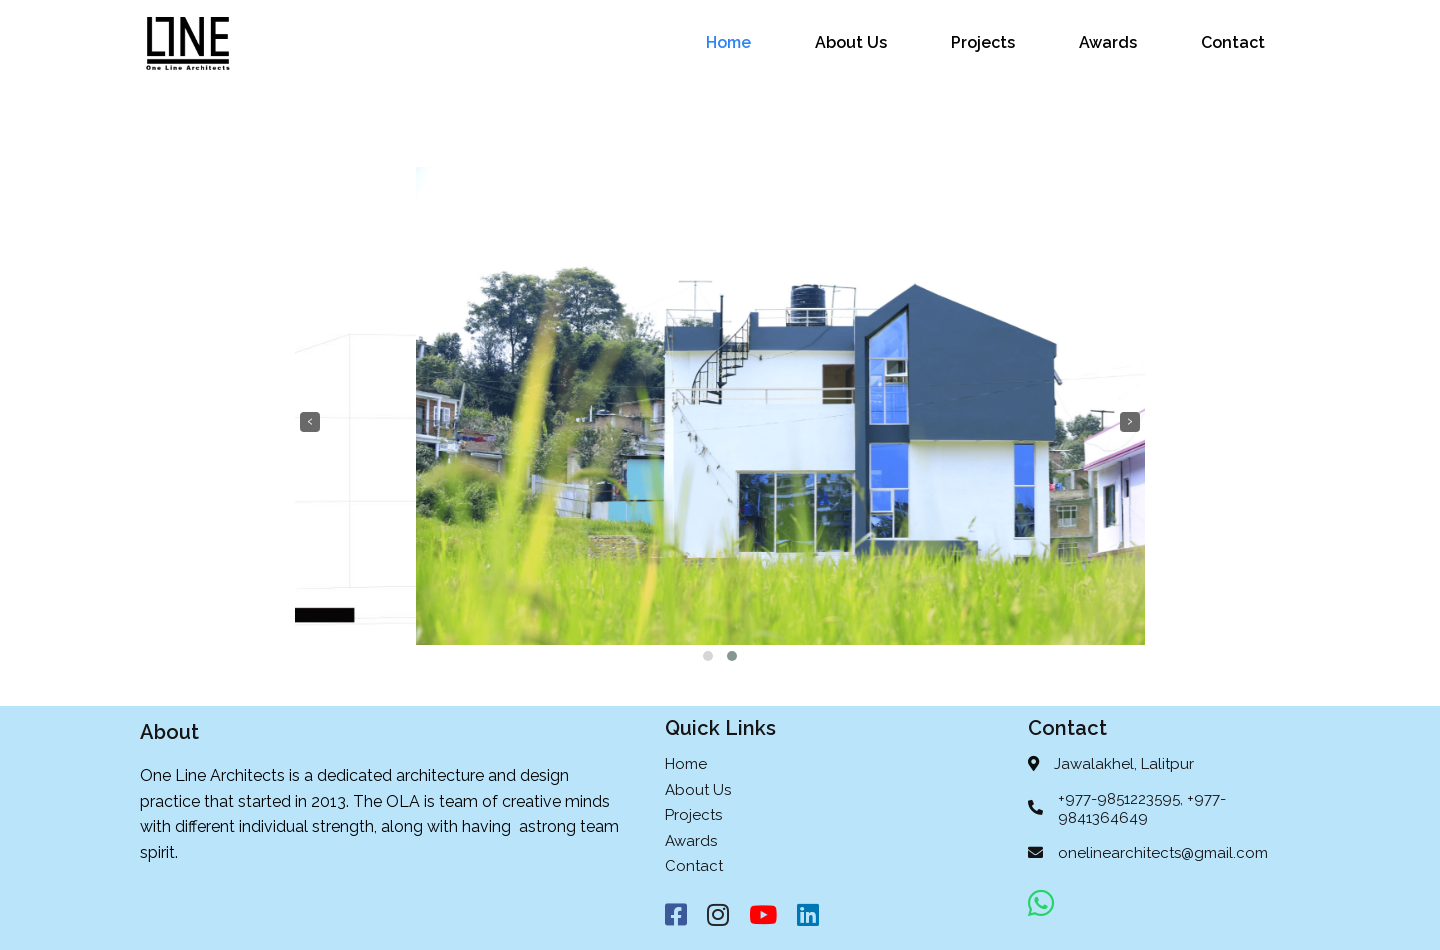 LINE
One Line Architects
Home About Us Projects Awards Contact
About
One Line Architects is a dedicated architecture and design
practice that started in 2013. The OLA is team of creative minds
with different individual strength, along with having  astrong team
spirit.
Quick Links
Home
About Us
Projects
Awards
Contact
Contact
Jawalakhel, Lalitpur
+977-9851223595, +977-
9841364649
onelinearchitects@gmail.com